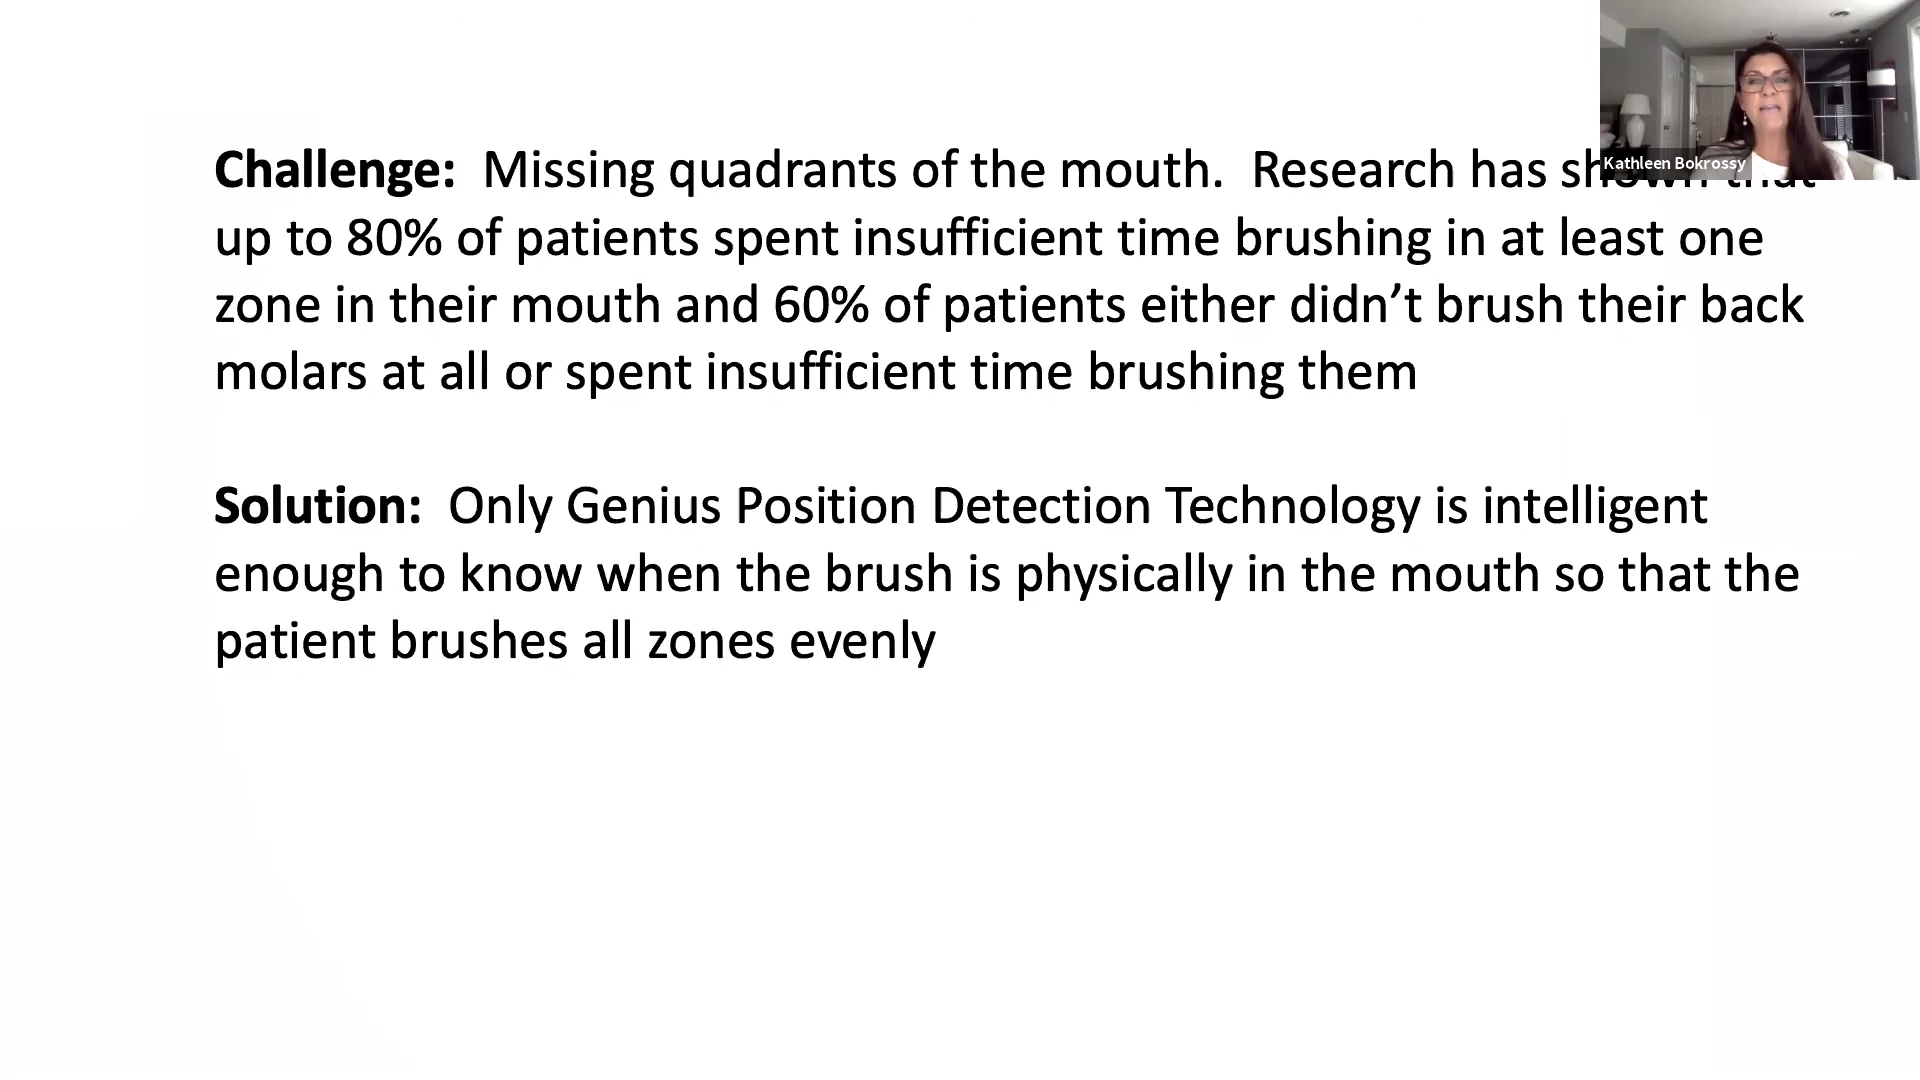 Challenge: Missing quadrants of the mouth. Research has shown that
up to 80% of patients spent insufficient time brushing in at least one
zone in their mouth and 60% of patients either didn’t brush their back
molars at all or spent insufficient time brushing them
Solution: Only Genius Position Detection Technology is intelligent
enough to know when the brush is physically in the mouth so that the
patient brushes all zones evenly
Kathleen Bokrossy